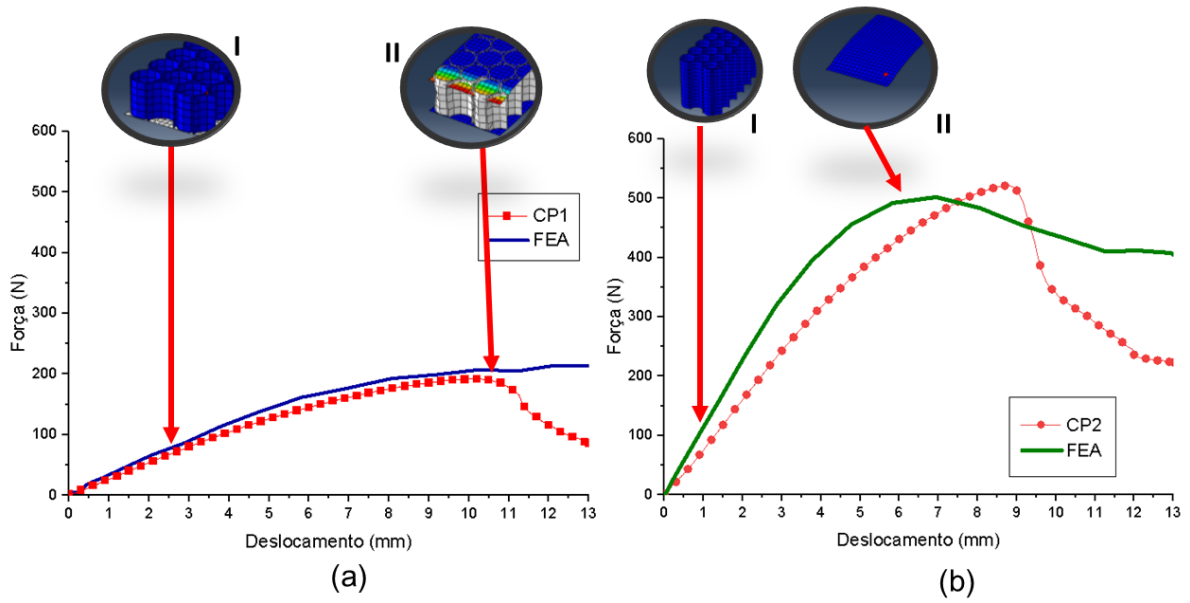 I
II
600
500
400
300
200
100
0
Força (N)
CP1
FEA
0 1 2 3 4 5 6 7 8 9 10 11 12 13
Deslocamento (mm)
(a)
I
II
600
500
400
300
200
100
0
Força (N)
CP2
FEA
0 1 2 3 4 5 6 7 8 9 10 11 12 13
Deslocamento (mm)
(b)